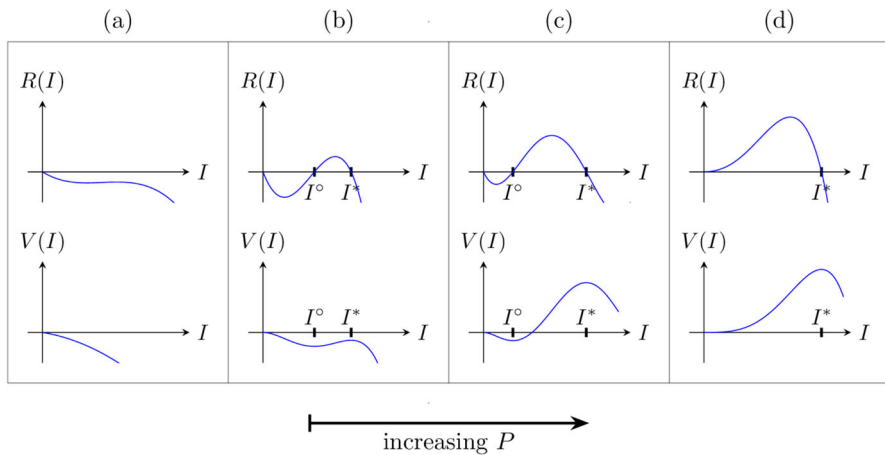 (a) (b) (c) (d)
R(I) R(I) R(I) R(I)
I I I I
I° I* I° I* I*
V(I) V(I) V(I) V(I)
I° I* I° I* I*
I I I I
increasing P